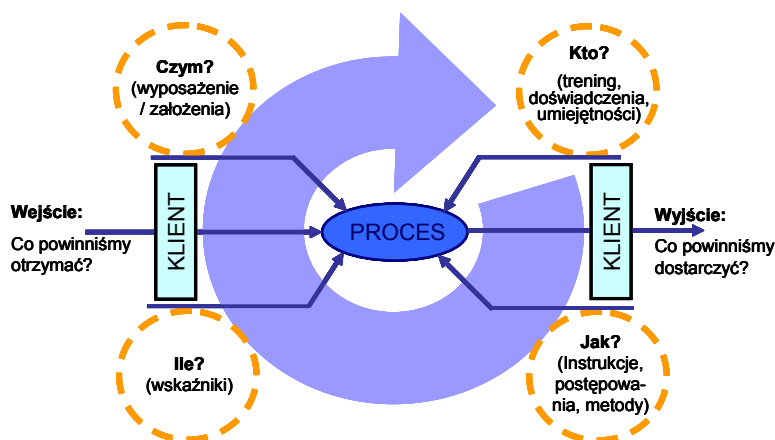 Czym?
(wyposażenie
/ założenia)
Kto?
(trening,
doświadczenia,
umiejętności)
Wejście:
Co powinniśmy
otrzymać?
KLIENT
PROCES
KLIENT
Wyjście:
Co powinniśmy
dostarczyć?
Ile?
(wskaźniki)
Jak?
(Instrukcje,
postępowa-
nia, metody)